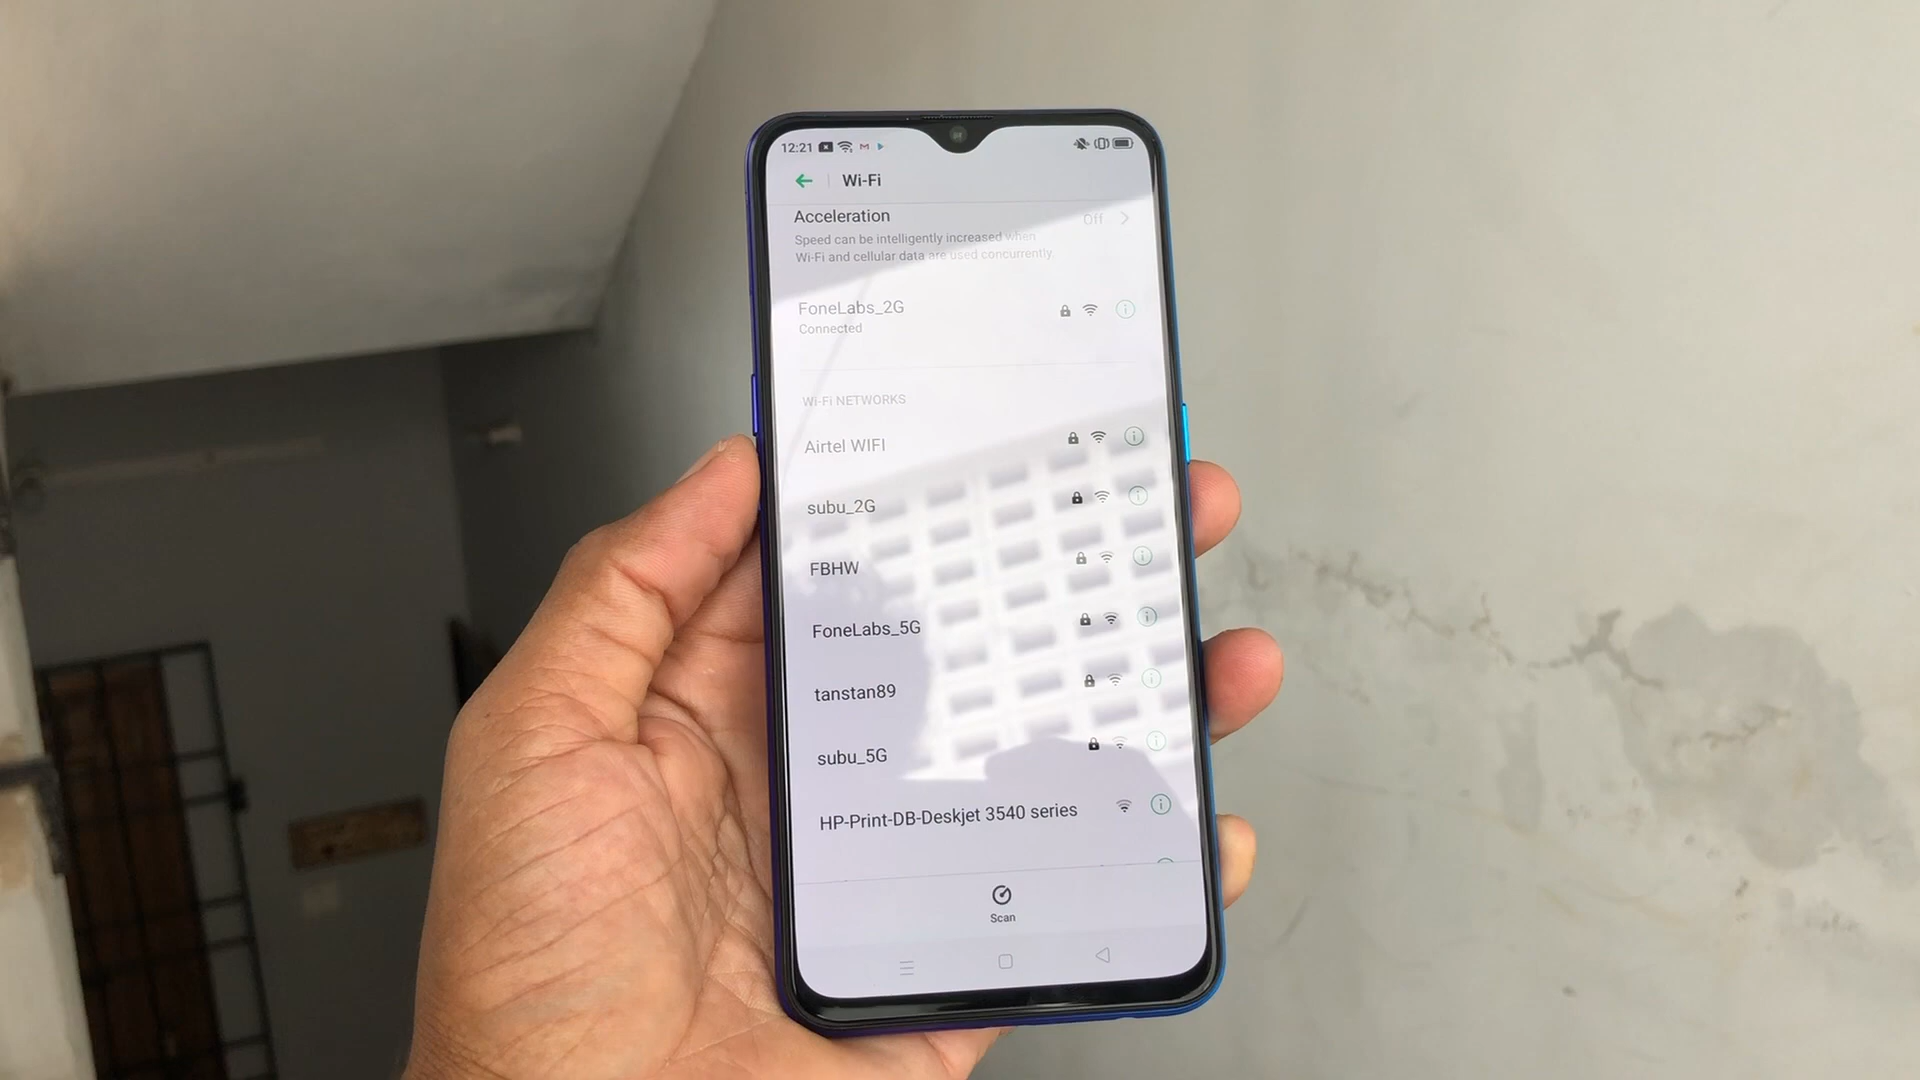 12:21
Wi-Fi
Acceleration Off
Speed can be intelligently increased when
Wi-Fi and cellular data are used concurrently.
FoneLabs_2G
Connected
Wi-Fi NETWORKS
Airtel WIFI
subu_2G
FBHW
FoneLabs_5G
tanstan89
subu_5G
HP-Print-DB-Deskjet 3540 series
Scan